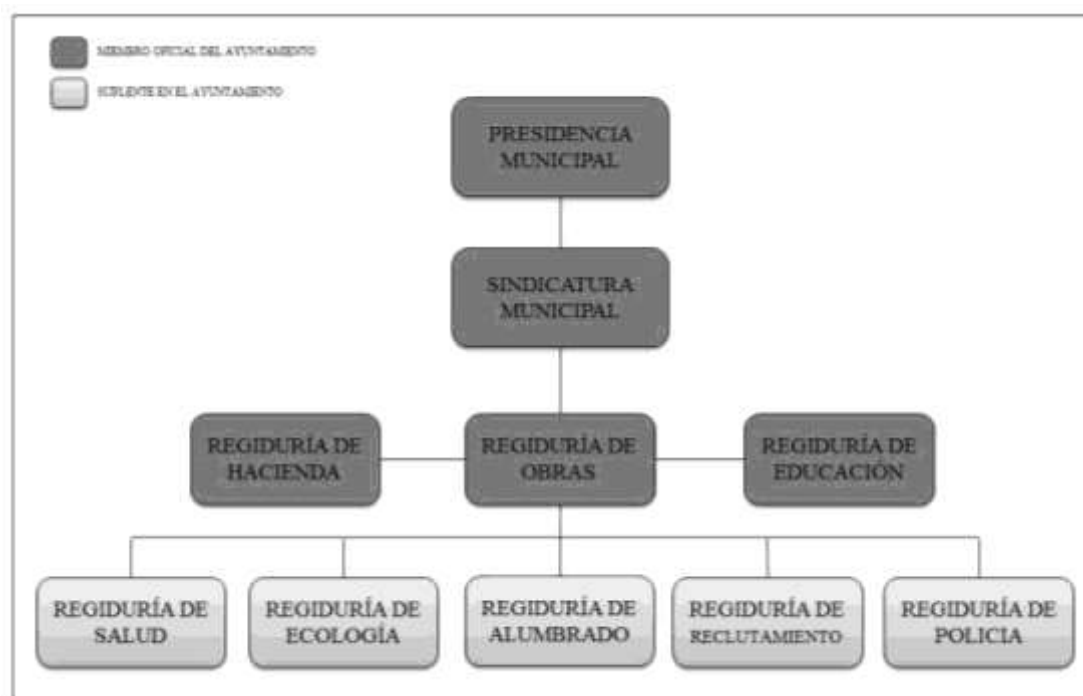 MIEMBRO OFICIAL DEL AYUNTAMIENTO
SUPLENTE EN EL AYUNTAMIENTO
PRESIDENCIA
MUNICIPAL
SINDICATURA
MUNICIPAL
REGIDURÍA DE
HACIENDA
REGIDURÍA DE
OBRAS
REGIDURÍA DE
EDUCACIÓN
REGIDURÍA DE
SALUD
REGIDURÍA DE
ECOLOGÍA
REGIDURÍA DE
ALUMBRADO
REGIDURÍA DE
RECLUTAMIENTO
REGIDURÍA DE
POLICIA